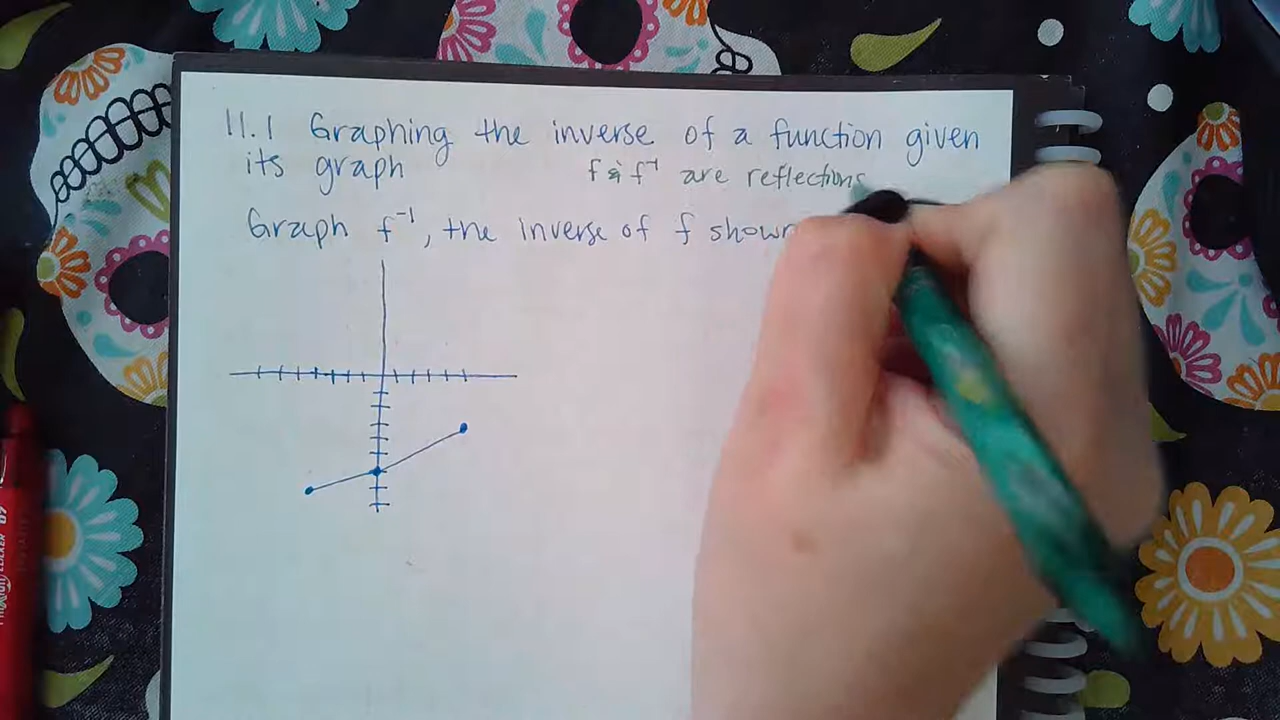 11.1 Graphing the inverse of a function given
its graph
f & f⁻¹ are reflections
Graph f⁻¹, the inverse of f shown